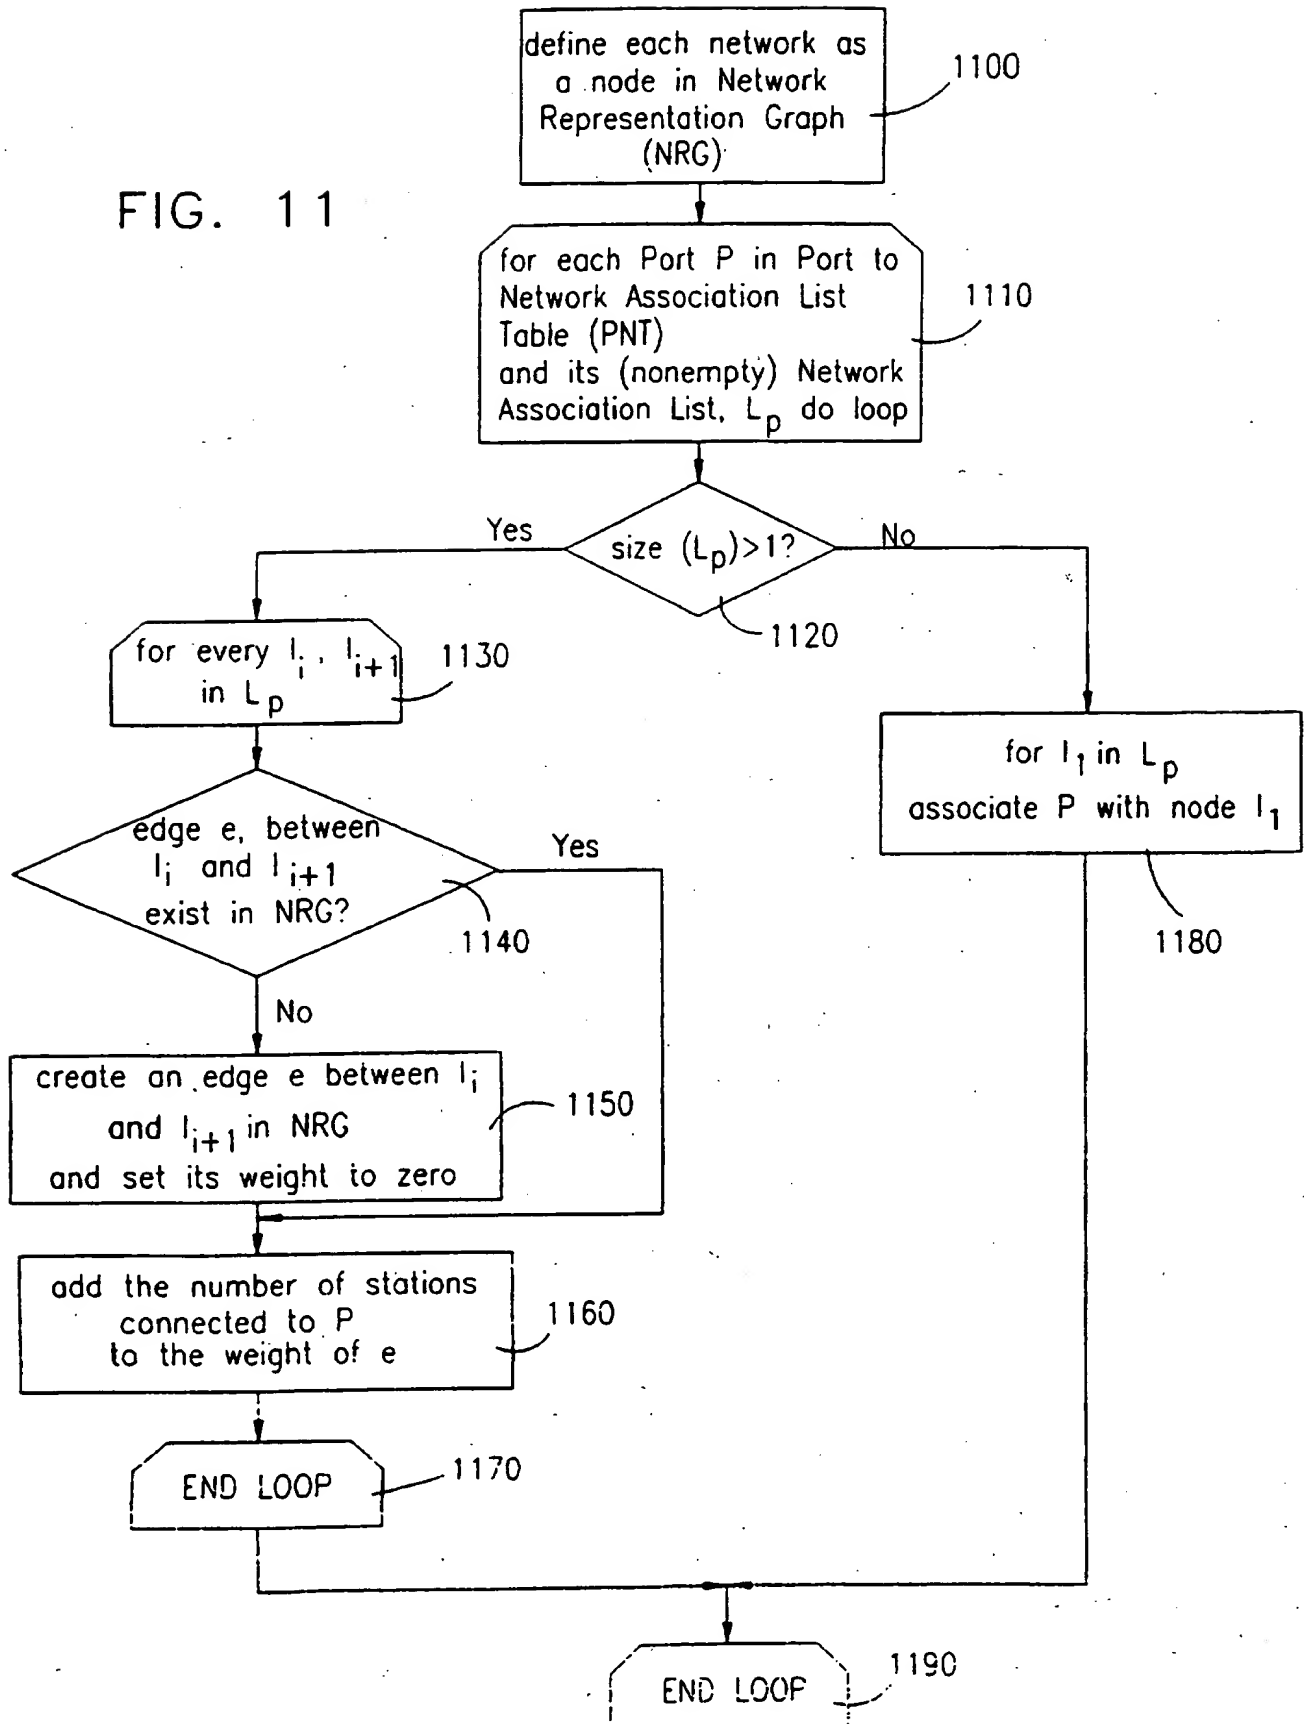 define each network as
a node in Network
Representation Graph
(NRG)
1100
FIG. 11
for each Port P in Port to
Network Association List
Table (PNT)
and its (nonempty) Network
Association List, Lp do loop
1110
Yes
size (Lp)>1?
No
1120
for every li, li+1
in Lp
1130
for l1 in Lp
associate P with node l1
1180
edge e, between
li and li+1
exist in NRG?
Yes
1140
No
create an edge e between li
and li+1 in NRG
and set its weight to zero
1150
add the number of stations
connected to P
to the weight of e
1160
END LOOP
1170
END LOOP
1190